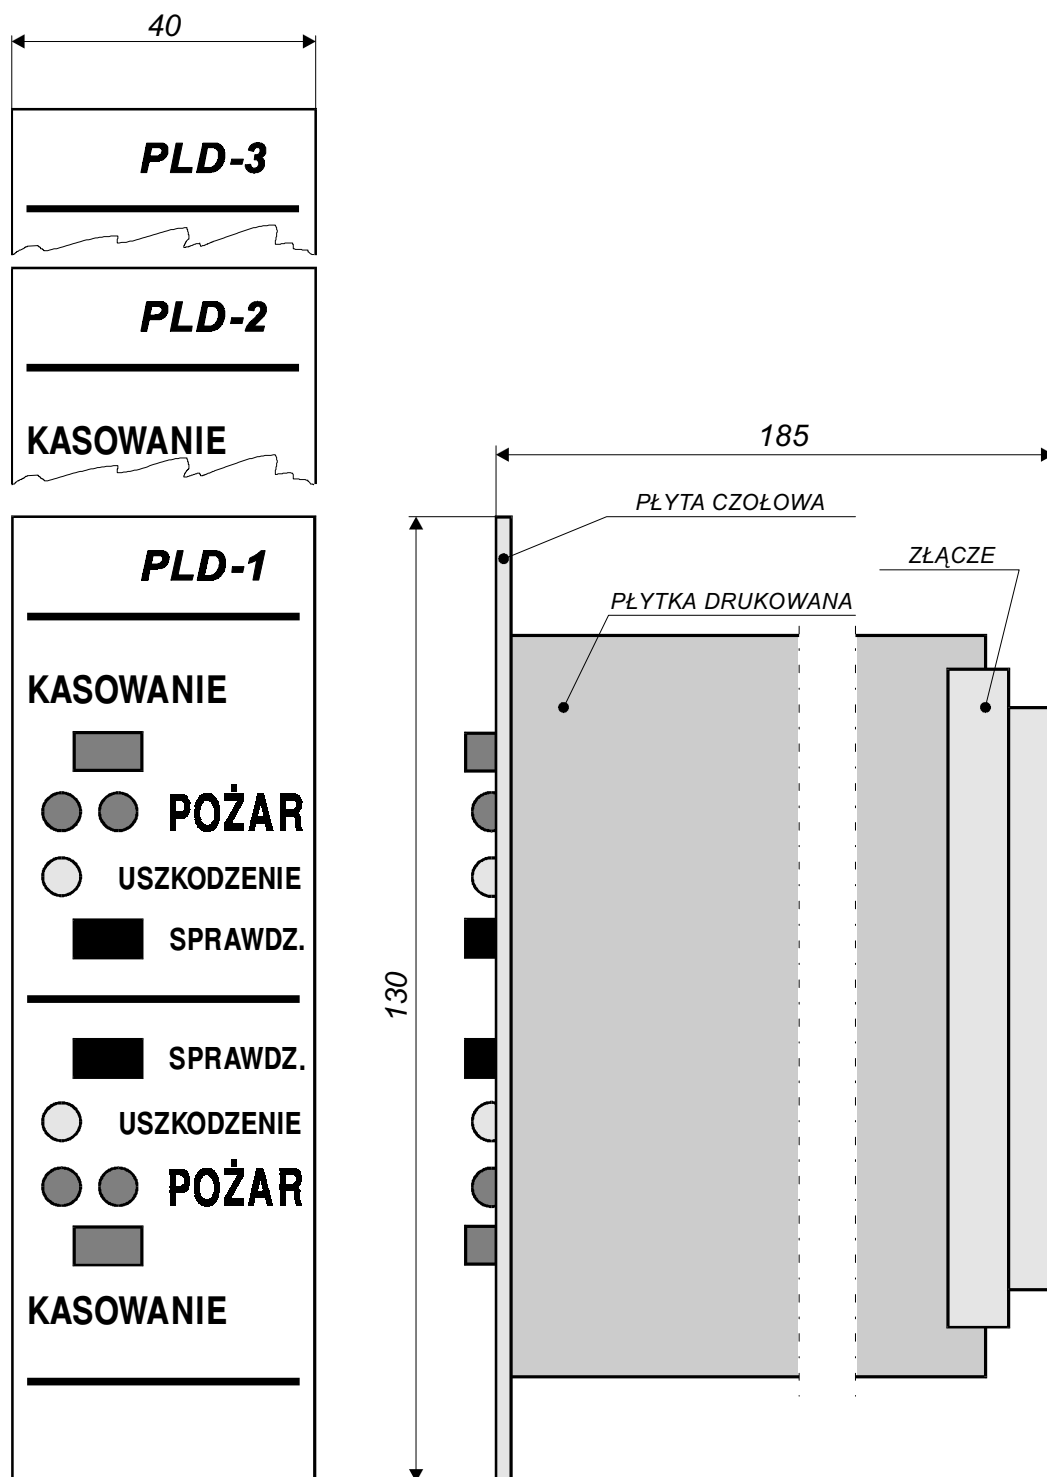 40
PLD-3
PLD-2
KASOWANIE
185
PŁYTA CZOŁOWA
PLD-1
ZŁĄCZE
PŁYTKA DRUKOWANA
KASOWANIE
POŻAR
USZKODZENIE
SPRAWDZ.
130
SPRAWDZ.
USZKODZENIE
POŻAR
KASOWANIE